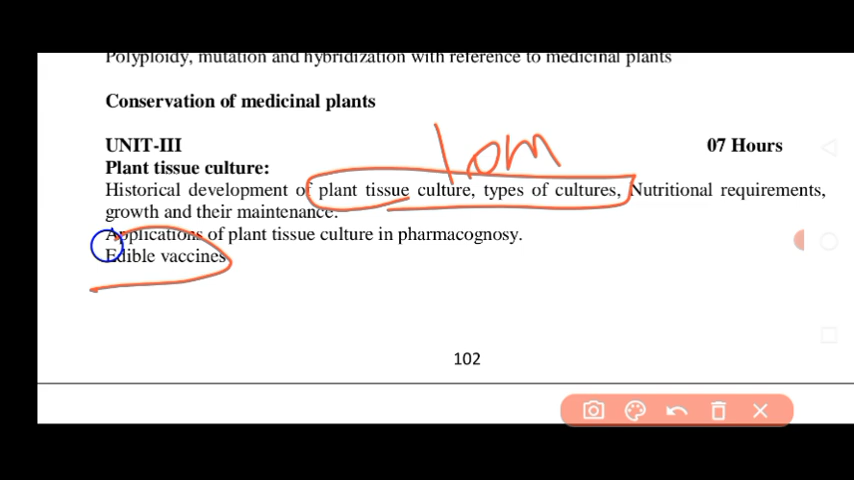 Polyploidy, mutation and hybridization with reference to medicinal plants
Conservation of medicinal plants
10m
UNIT-III 07 Hours
Plant tissue culture:
Historical development of plant tissue culture, types of cultures, Nutritional requirements,
growth and their maintenance.
Applications of plant tissue culture in pharmacognosy.
Edible vaccines
102